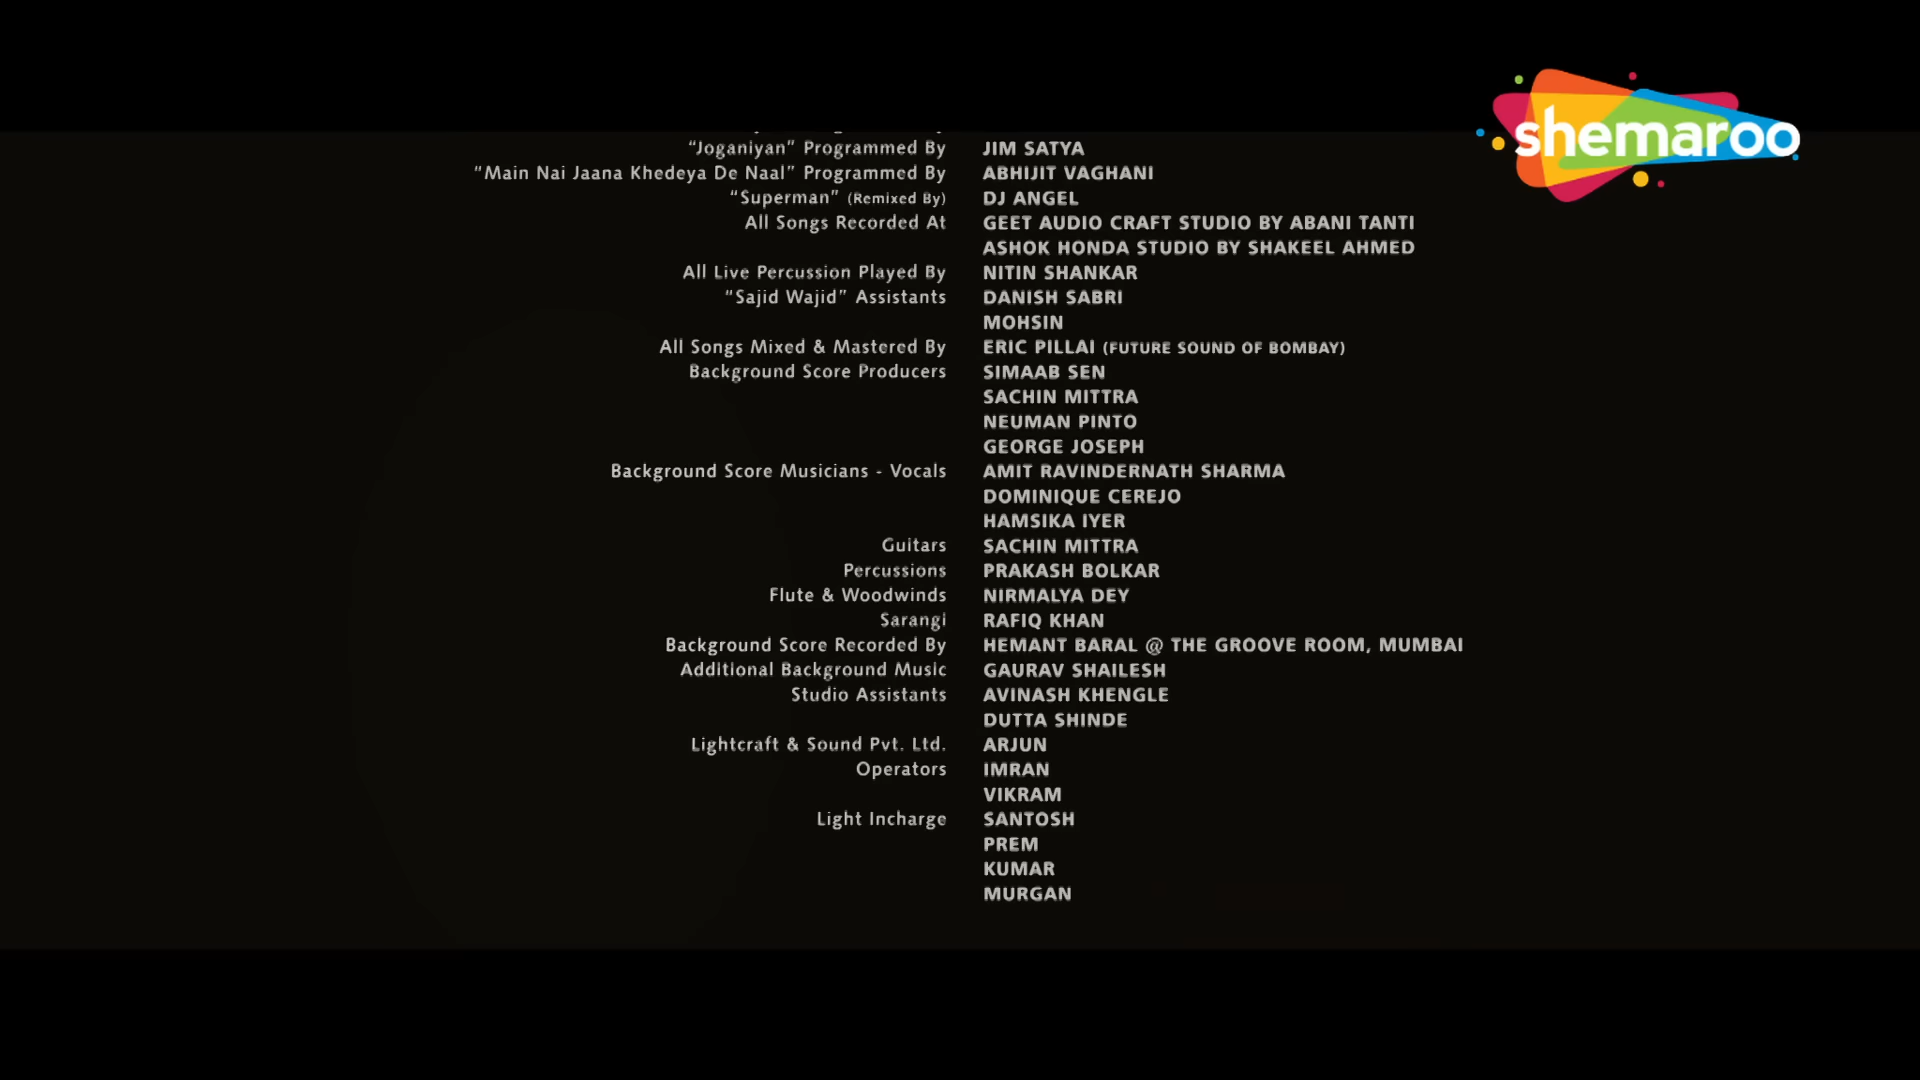 "Joganiyan" Programmed By JIM SATYA
"Main Nai Jaana Khedeya De Naal" Programmed By ABHIJIT VAGHANI
"Superman" (Remixed By) DJ ANGEL
All Songs Recorded At GEET AUDIO CRAFT STUDIO BY ABANI TANTI
ASHOK HONDA STUDIO BY SHAKEEL AHMED
All Live Percussion Played By NITIN SHANKAR
"Sajid Wajid" Assistants DANISH SABRI
MOHSIN
All Songs Mixed & Mastered By ERIC PILLAI (FUTURE SOUND OF BOMBAY)
Background Score Producers SIMAAB SEN
SACHIN MITTRA
NEUMAN PINTO
GEORGE JOSEPH
Background Score Musicians - Vocals AMIT RAVINDERNATH SHARMA
DOMINIQUE CEREJO
HAMSIKA IYER
Guitars SACHIN MITTRA
Percussions PRAKASH BOLKAR
Flute & Woodwinds NIRMALYA DEY
Sarangi RAFIQ KHAN
Background Score Recorded By HEMANT BARAL @ THE GROOVE ROOM, MUMBAI
Additional Background Music GAURAV SHAILESH
Studio Assistants AVINASH KHENGLE
DUTTA SHINDE
Lightcraft & Sound Pvt. Ltd. ARJUN
Operators IMRAN
VIKRAM
Light Incharge SANTOSH
PREM
KUMAR
MURGAN
shemaroo